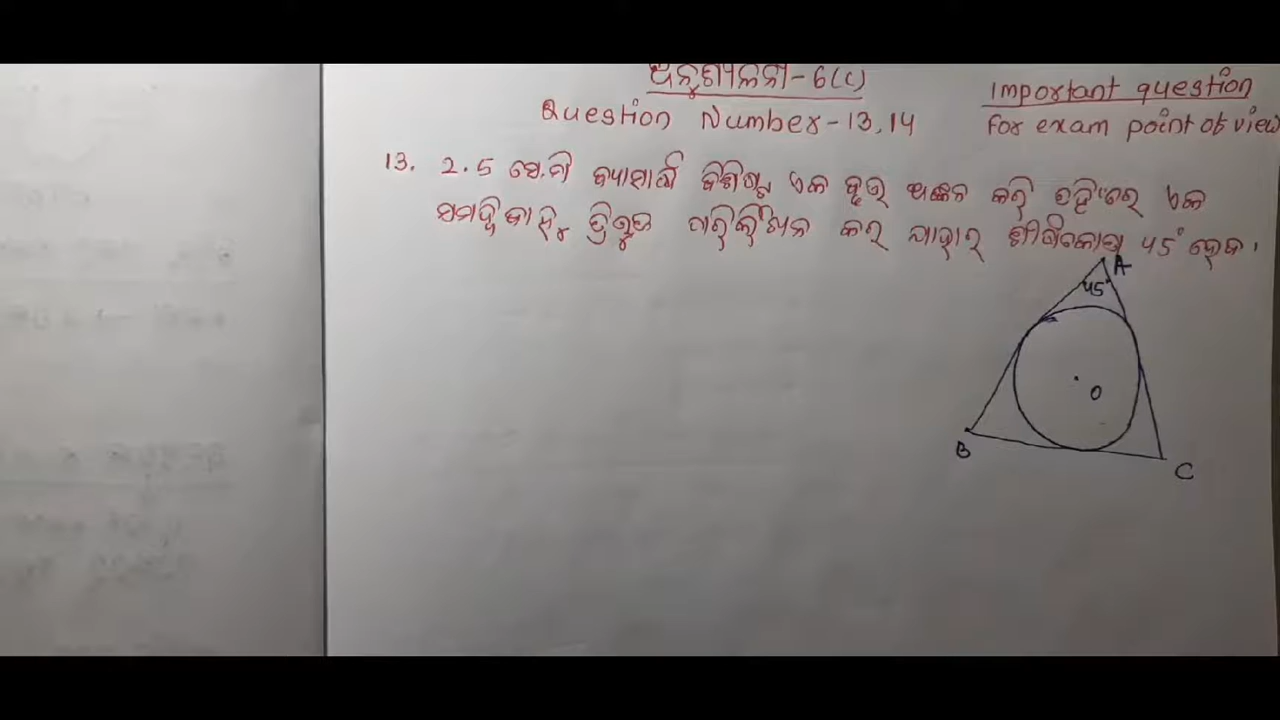 ଅନୁଶୀଳନୀ-6(c)
Important question
Question Number-13,14
for exam point of view
13. 2.5 ସେ.ମି ବ୍ୟାସାର୍ଦ୍ଧ ବିଶିଷ୍ଟ ଏକ ବୃତ୍ତ ଅଙ୍କନ କରି ତହିଁରେ ଏକ
ସମଦ୍ୱିବାହୁ ତ୍ରିଭୁଜ ପରିଲିଖନ କର ଯାହାର ଶୀର୍ଷକୋଣ 45° ହେବ।
A
45°
O
B
C